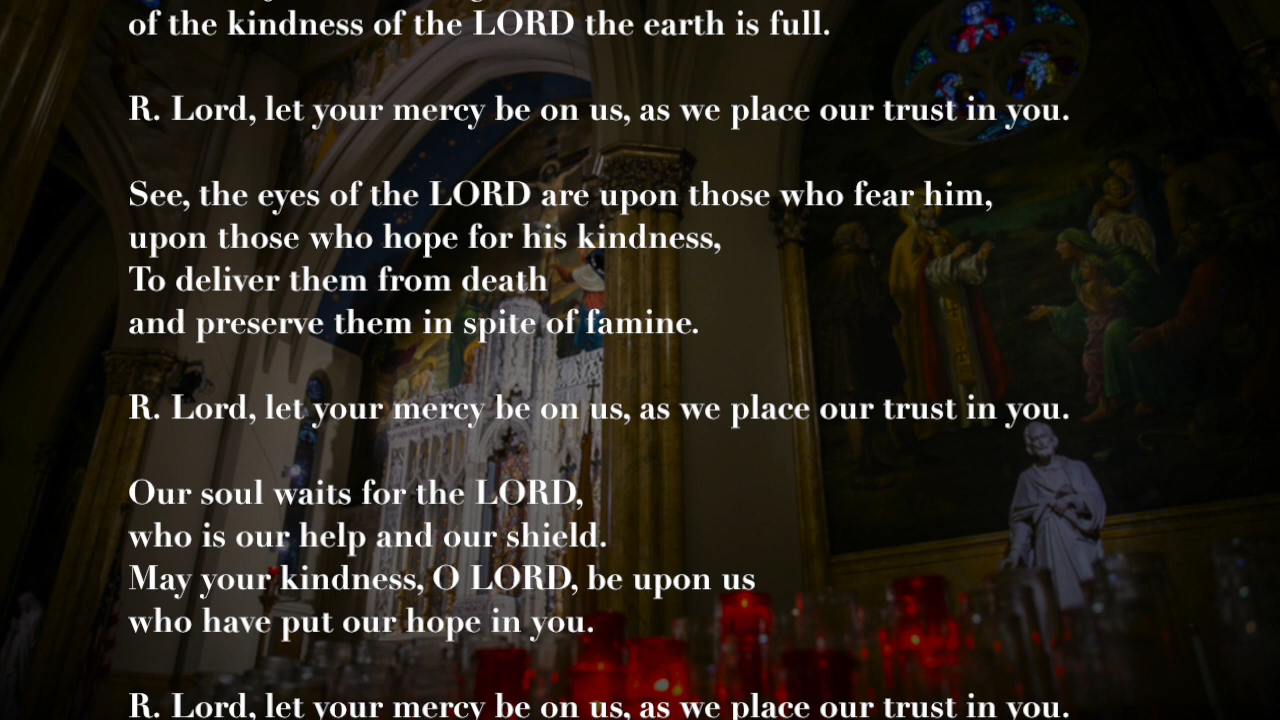 of the kindness of the LORD the earth is full.
R. Lord, let your mercy be on us, as we place our trust in you.
See, the eyes of the LORD are upon those who fear him,
upon those who hope for his kindness,
To deliver them from death
and preserve them in spite of famine.
R. Lord, let your mercy be on us, as we place our trust in you.
Our soul waits for the LORD,
who is our help and our shield.
May your kindness, O LORD, be upon us
who have put our hope in you.
R. Lord, let your mercy be on us, as we place our trust in you.